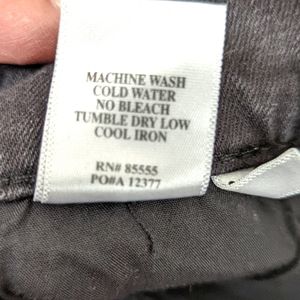 MACHINE WASH
COLD WATER
NO BLEACH
TUMBLE DRY LOW
COOL IRON
RN# 85555
PO#A 12377